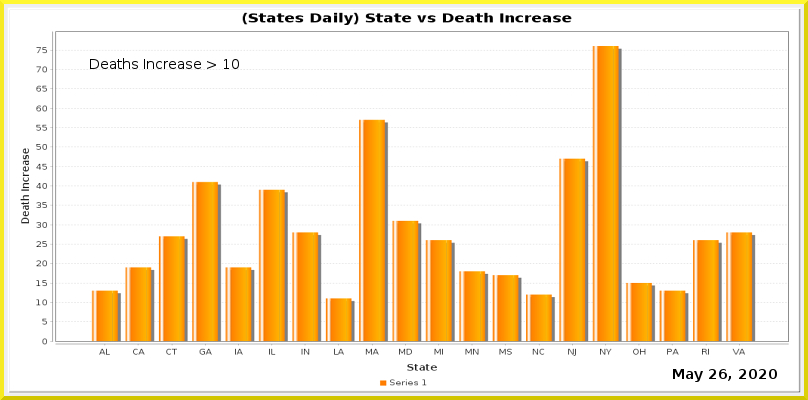 (States Daily) State vs Death Increase
Deaths Increase > 10
Death Increase
75
70
65
60
55
50
45
40
35
30
25
20
15
10
5
0
AL CA CT GA IA IL IN LA MA MD MI MN MS NC NJ NY OH PA RI VA
State
Series 1
May 26, 2020